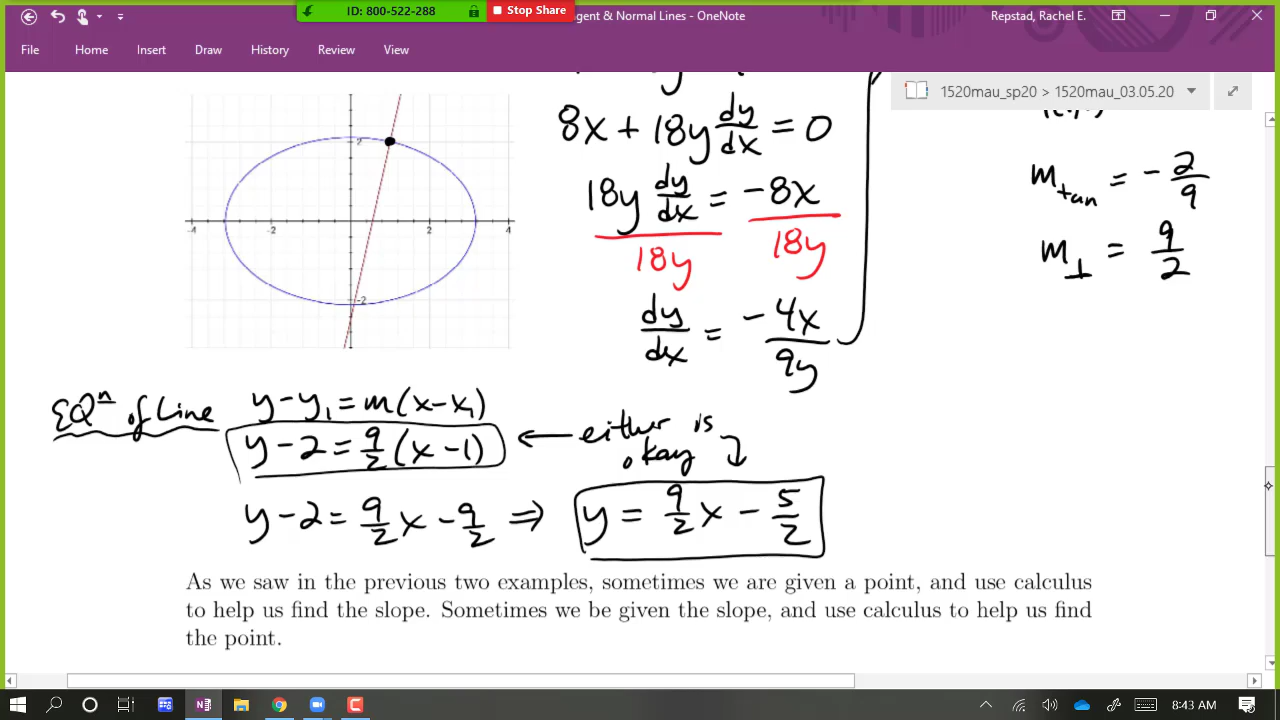 ID: 800-522-288
Stop Share
gent & Normal Lines - OneNote
Repstad, Rachel E.
File Home Insert Draw History Review View
1520mau_sp20 > 1520mau_03.05.20
2
-4 -2 2 4
-2
8x + 18y dy/dx = 0
18y dy/dx = -8x
18y 18y
dy/dx = -4x/9y
m_tan = -2/9
m_⊥ = 9/2
EQⁿ of Line
y - y₁ = m(x - x₁)
y - 2 = 9/2 (x - 1) ← either is okay
y - 2 = 9/2 x - 9/2 ⇒ y = 9/2 x - 5/2
As we saw in the previous two examples, sometimes we are given a point, and use calculus
to help us find the slope. Sometimes we be given the slope, and use calculus to help us find
the point.
8:43 AM